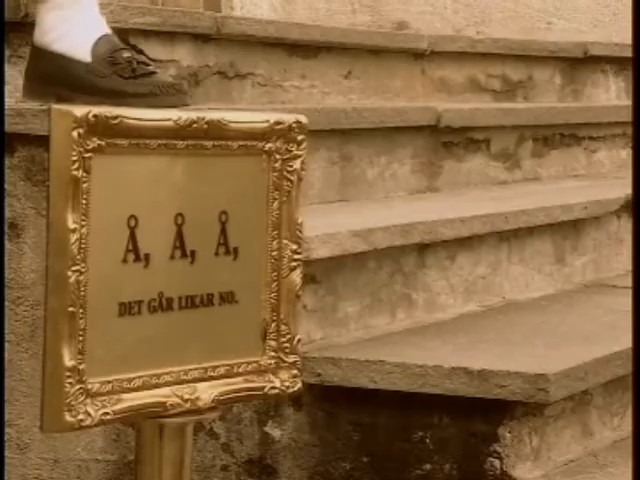 Å, Å, Å,
DET GÅR LIKAR NO.